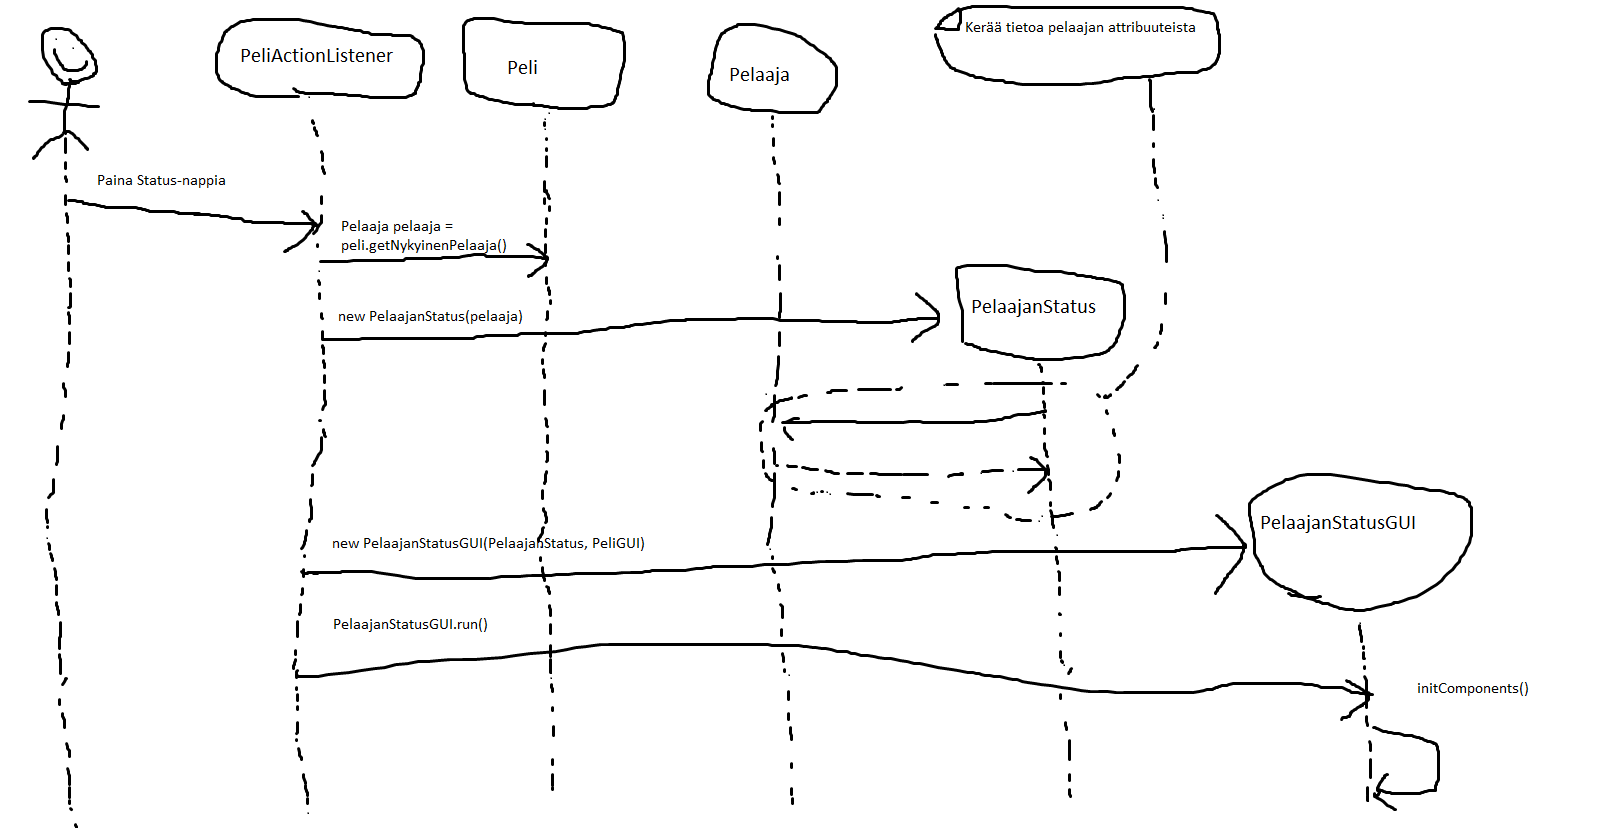 PeliActionListener
Peli
Pelaaja
Kerää tietoa pelaajan attribuuteista
Paina Status-nappia
Pelaaja pelaaja =
peli.getNykyinenPelaaja()
new PelaajanStatus(pelaaja)
PelaajanStatus
new PelaajanStatusGUI(PelaajanStatus, PeliGUI)
PelaajanStatusGUI
PelaajanStatusGUI.run()
initComponents()